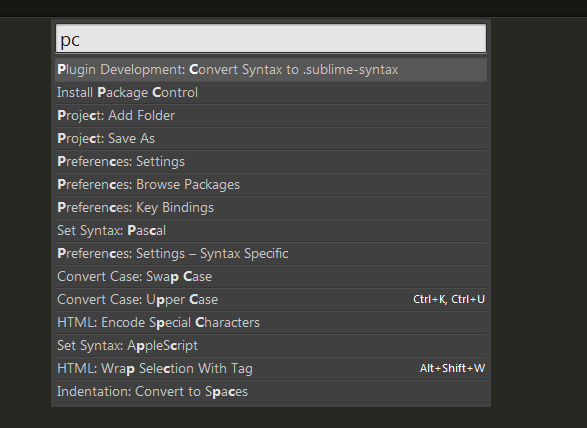 pc
Plugin Development: Convert Syntax to .sublime-syntax
Install Package Control
Project: Add Folder
Project: Save As
Preferences: Settings
Preferences: Browse Packages
Preferences: Key Bindings
Set Syntax: Pascal
Preferences: Settings – Syntax Specific
Convert Case: Swap Case
Convert Case: Upper Case Ctrl+K, Ctrl+U
HTML: Encode Special Characters
Set Syntax: AppleScript
HTML: Wrap Selection With Tag Alt+Shift+W
Indentation: Convert to Spaces